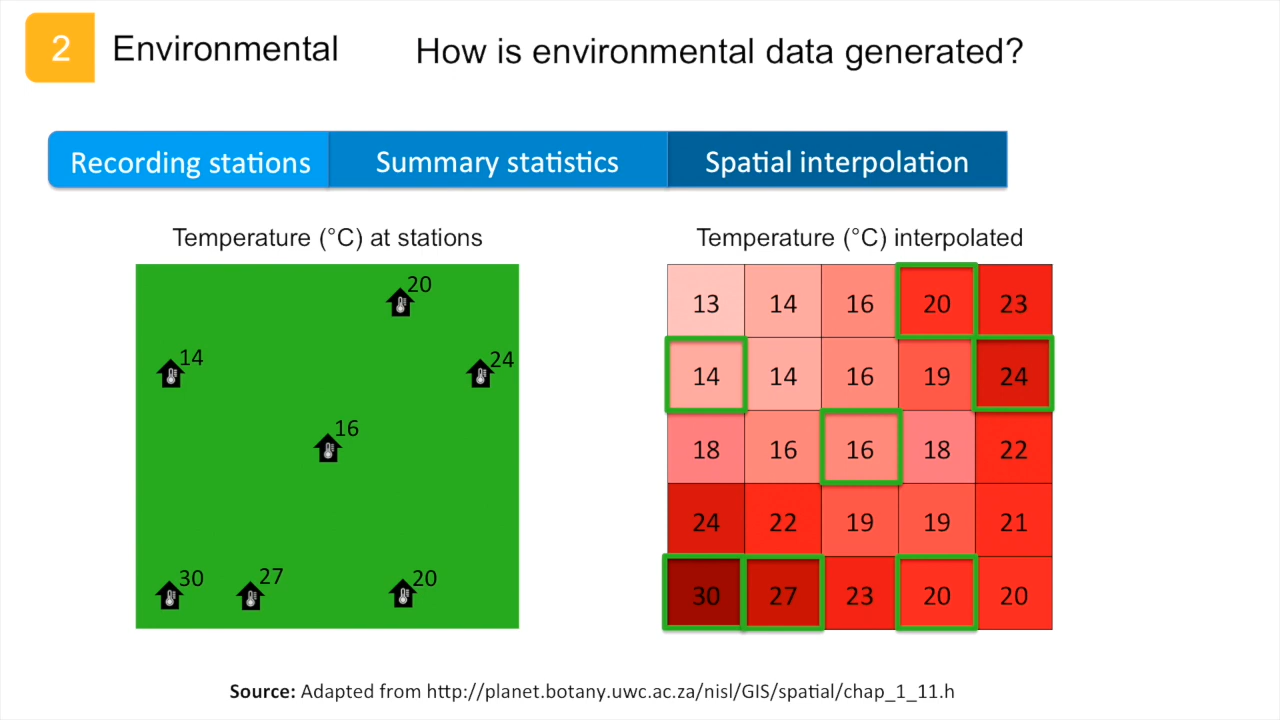 2 Environmental How is environmental data generated?
Recording stations Summary statistics Spatial interpolation
Temperature (°C) at stations Temperature (°C) interpolated
20
14
24
16
30
27
20
13 14 16 20 23
14 14 16 19 24
18 16 16 18 22
24 22 19 19 21
30 27 23 20 20
Source: Adapted from http://planet.botany.uwc.ac.za/nisl/GIS/spatial/chap_1_11.h